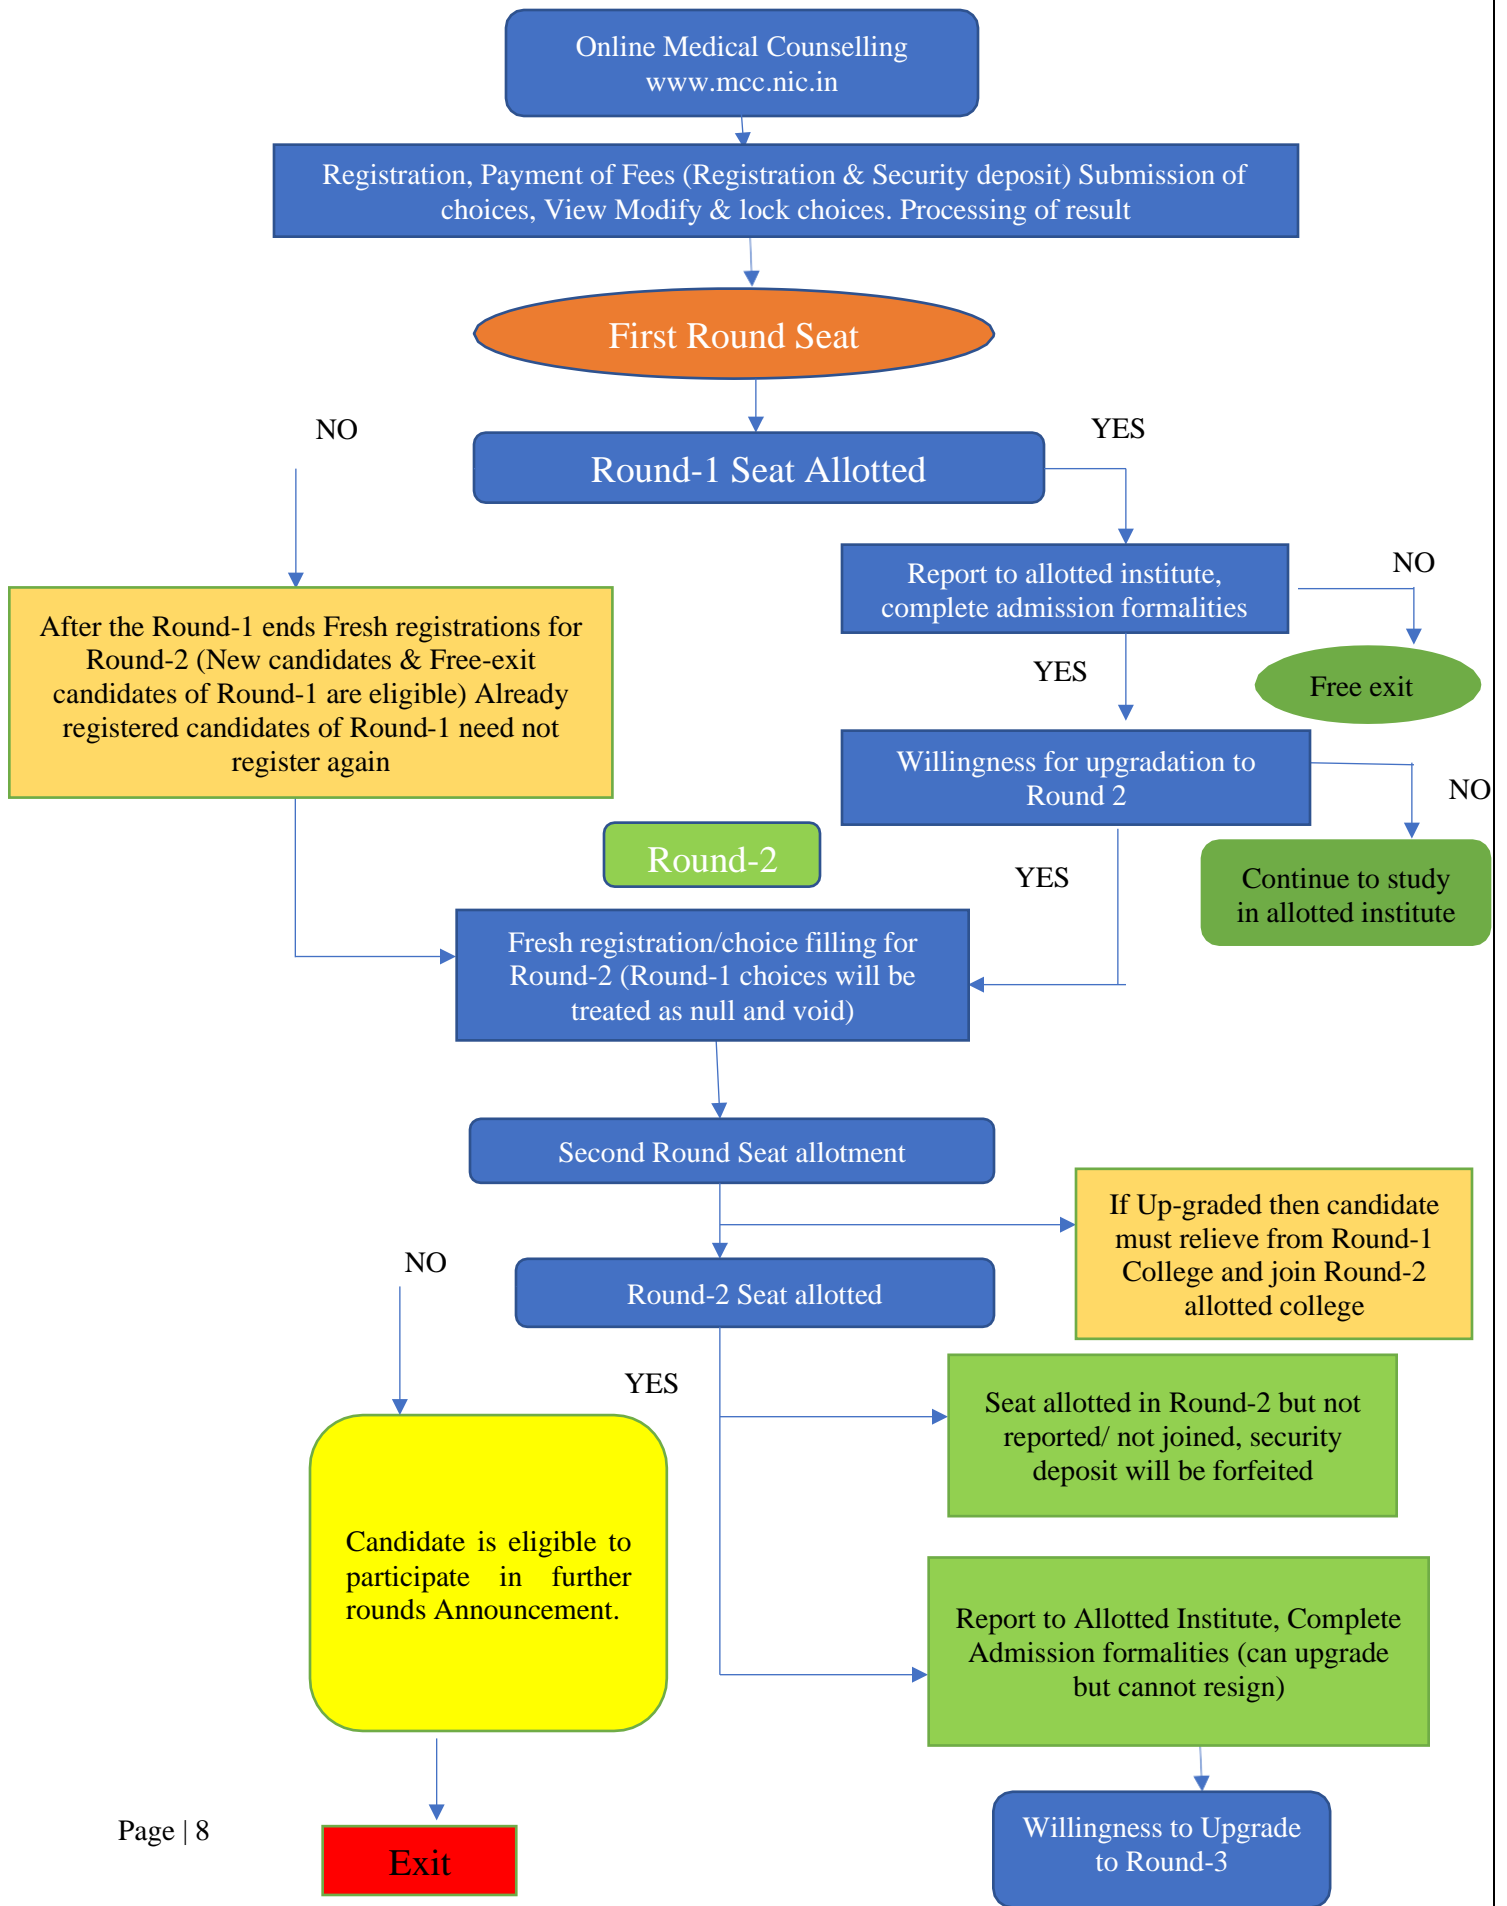 Online Medical Counselling
www.mcc.nic.in
Registration, Payment of Fees (Registration & Security deposit) Submission of
choices, View Modify & lock choices. Processing of result
First Round Seat
NO
YES
Round-1 Seat Allotted
Report to allotted institute,
complete admission formalities
NO
After the Round-1 ends Fresh registrations for
Round-2 (New candidates & Free-exit
candidates of Round-1 are eligible) Already
registered candidates of Round-1 need not
register again
YES
Free exit
Willingness for upgradation to
Round 2
NO
Round-2
YES
Continue to study
in allotted institute
Fresh registration/choice filling for
Round-2 (Round-1 choices will be
treated as null and void)
Second Round Seat allotment
If Up-graded then candidate
must relieve from Round-1
College and join Round-2
allotted college
NO
Round-2 Seat allotted
YES
Seat allotted in Round-2 but not
reported/ not joined, security
deposit will be forfeited
Candidate is eligible to
participate in further
rounds Announcement.
Report to Allotted Institute, Complete
Admission formalities (can upgrade
but cannot resign)
Willingness to Upgrade
to Round-3
Page | 8
Exit